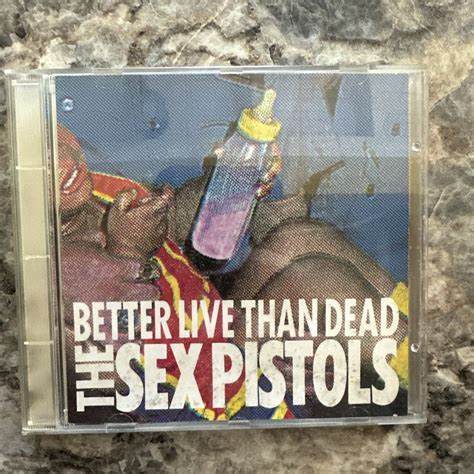 BETTER LIVE THAN DEAD
THE SEX PISTOLS